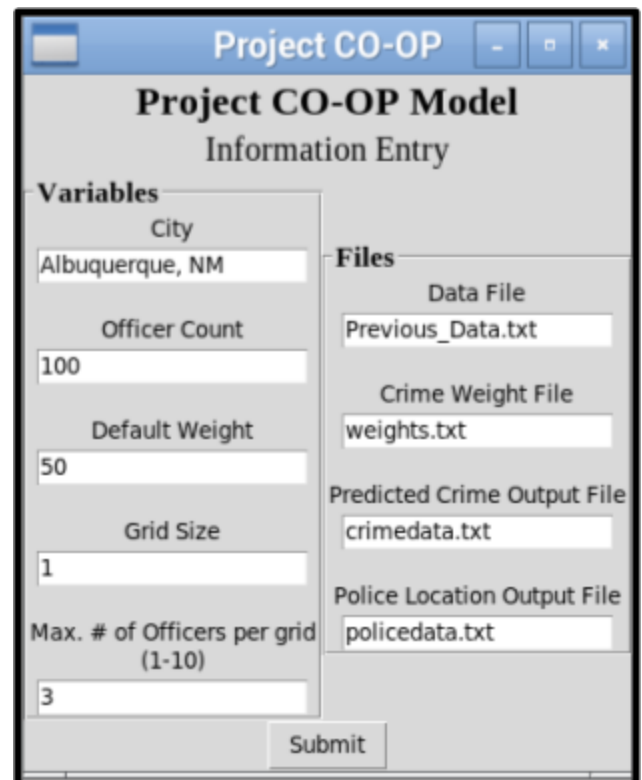 Project CO-OP
Project CO-OP Model
Information Entry
Variables
City
Albuquerque, NM
Officer Count
100
Default Weight
50
Grid Size
1
Max. # of Officers per grid
(1-10)
3
Files
Data File
Previous_Data.txt
Crime Weight File
weights.txt
Predicted Crime Output File
crimedata.txt
Police Location Output File
policedata.txt
Submit